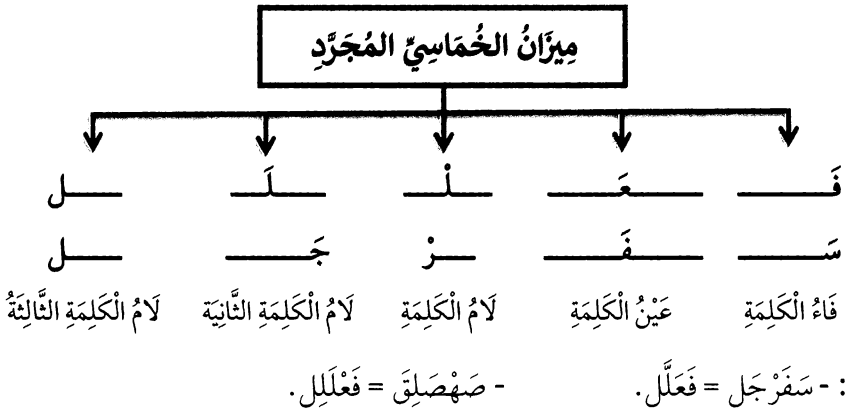 مِيزَانُ الخُمَاسِيِّ المُجَرَّدِ
فَـ ـعَـ ـلْـ ـلَـ ـل
سَـ ـفَـ ـرْ جَـ ـل
فَاءُ الْكَلِمَةِ عَيْنُ الْكَلِمَةِ لَامُ الْكَلِمَةِ لَامُ الْكَلِمَةِ الثَّانِيَة لَامُ الْكَلِمَةِ الثَّالِثَةُ
: - سَفَرْجَل = فَعَلَّل. - صَهْصَلِقَ = فَعْلَلِل.